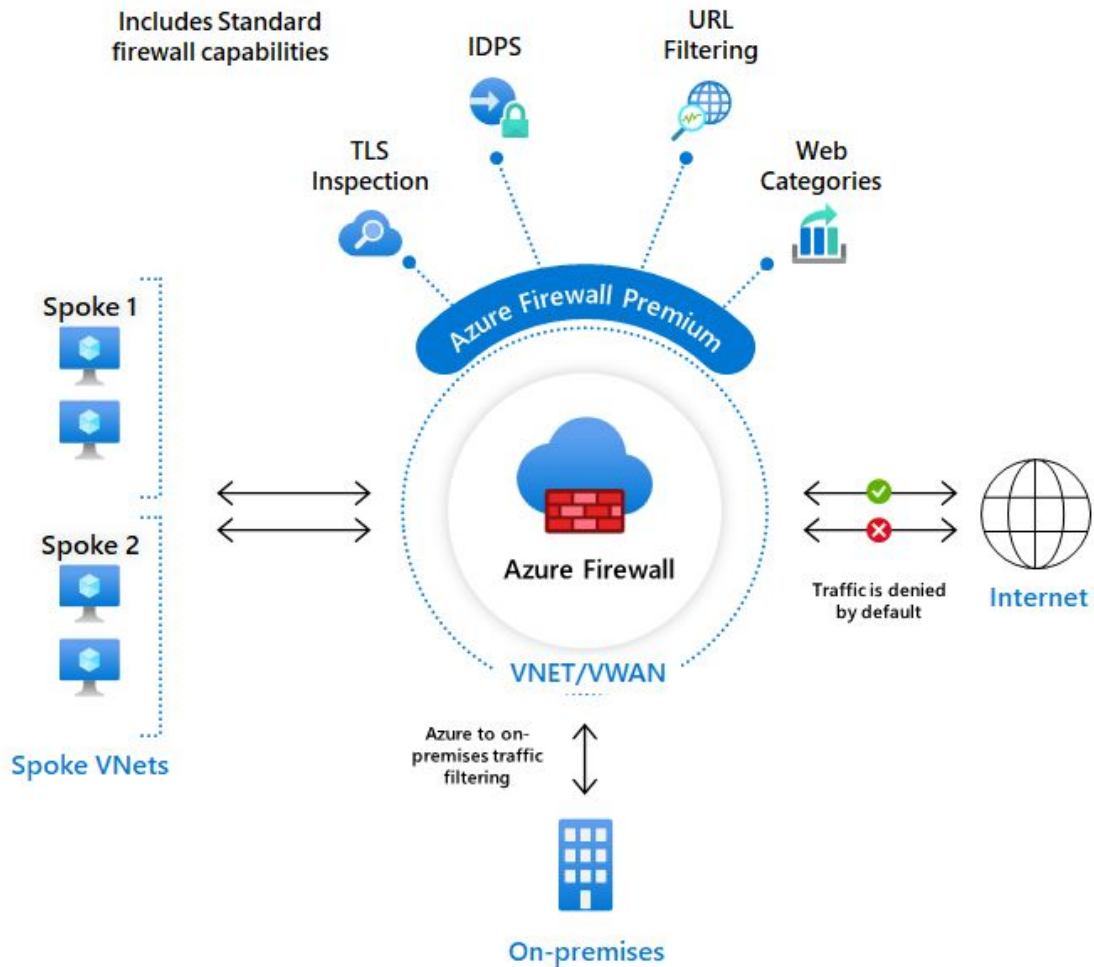 Includes Standard
firewall capabilities
IDPS
URL
Filtering
TLS
Inspection
Web
Categories
Azure Firewall Premium
Spoke 1
Spoke 2
Spoke VNets
Azure Firewall
VNET/VWAN
Traffic is denied
by default
Internet
Azure to on-
premises traffic
filtering
On-premises